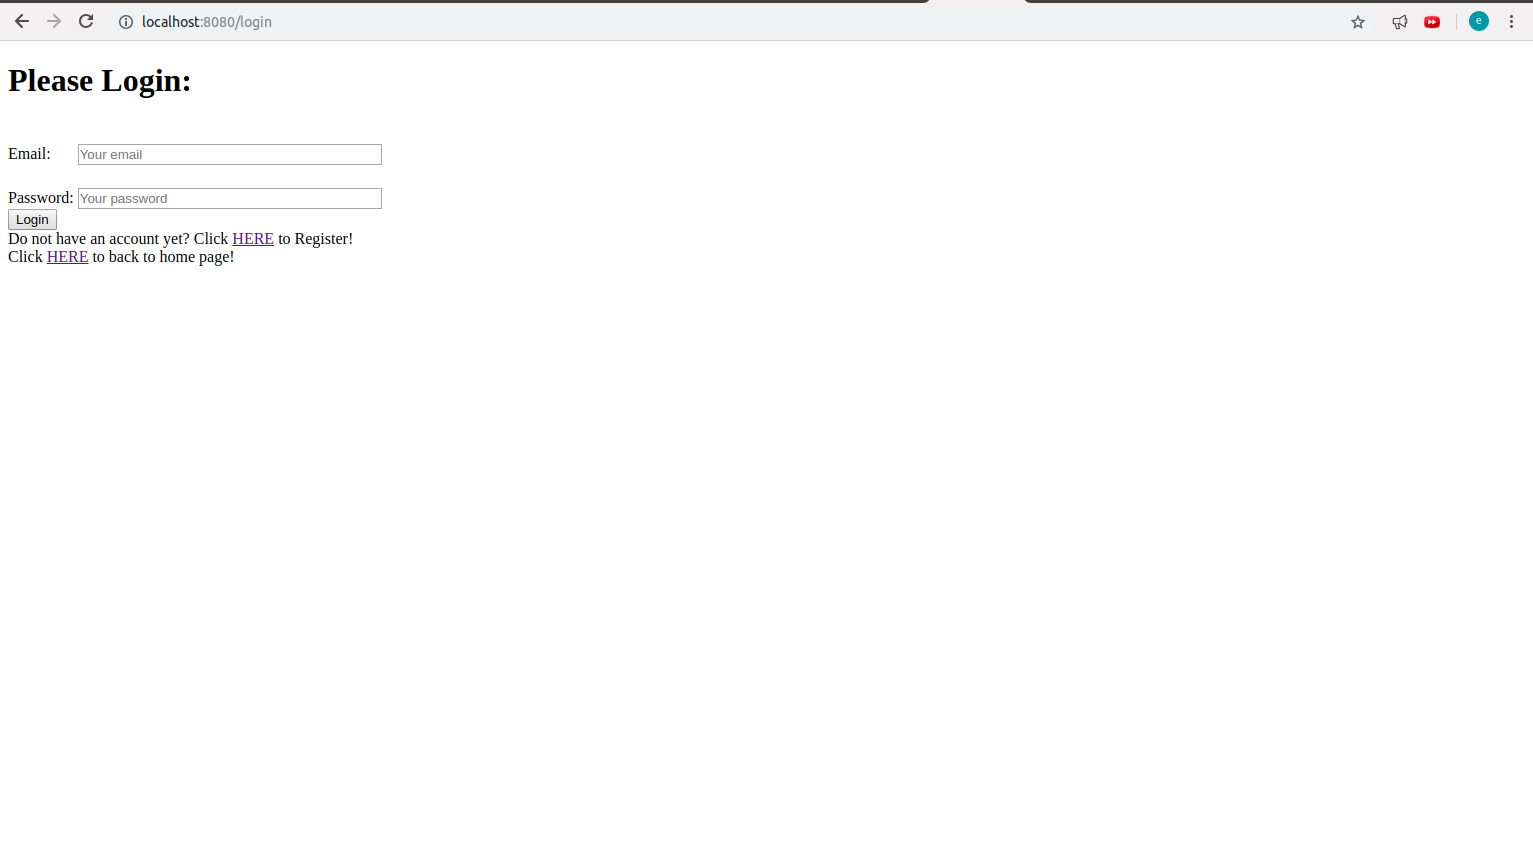 localhost:8080/login
e
Please Login:
Email: Your email
Password: Your password
Login
Do not have an account yet? Click HERE to Register!
Click HERE to back to home page!